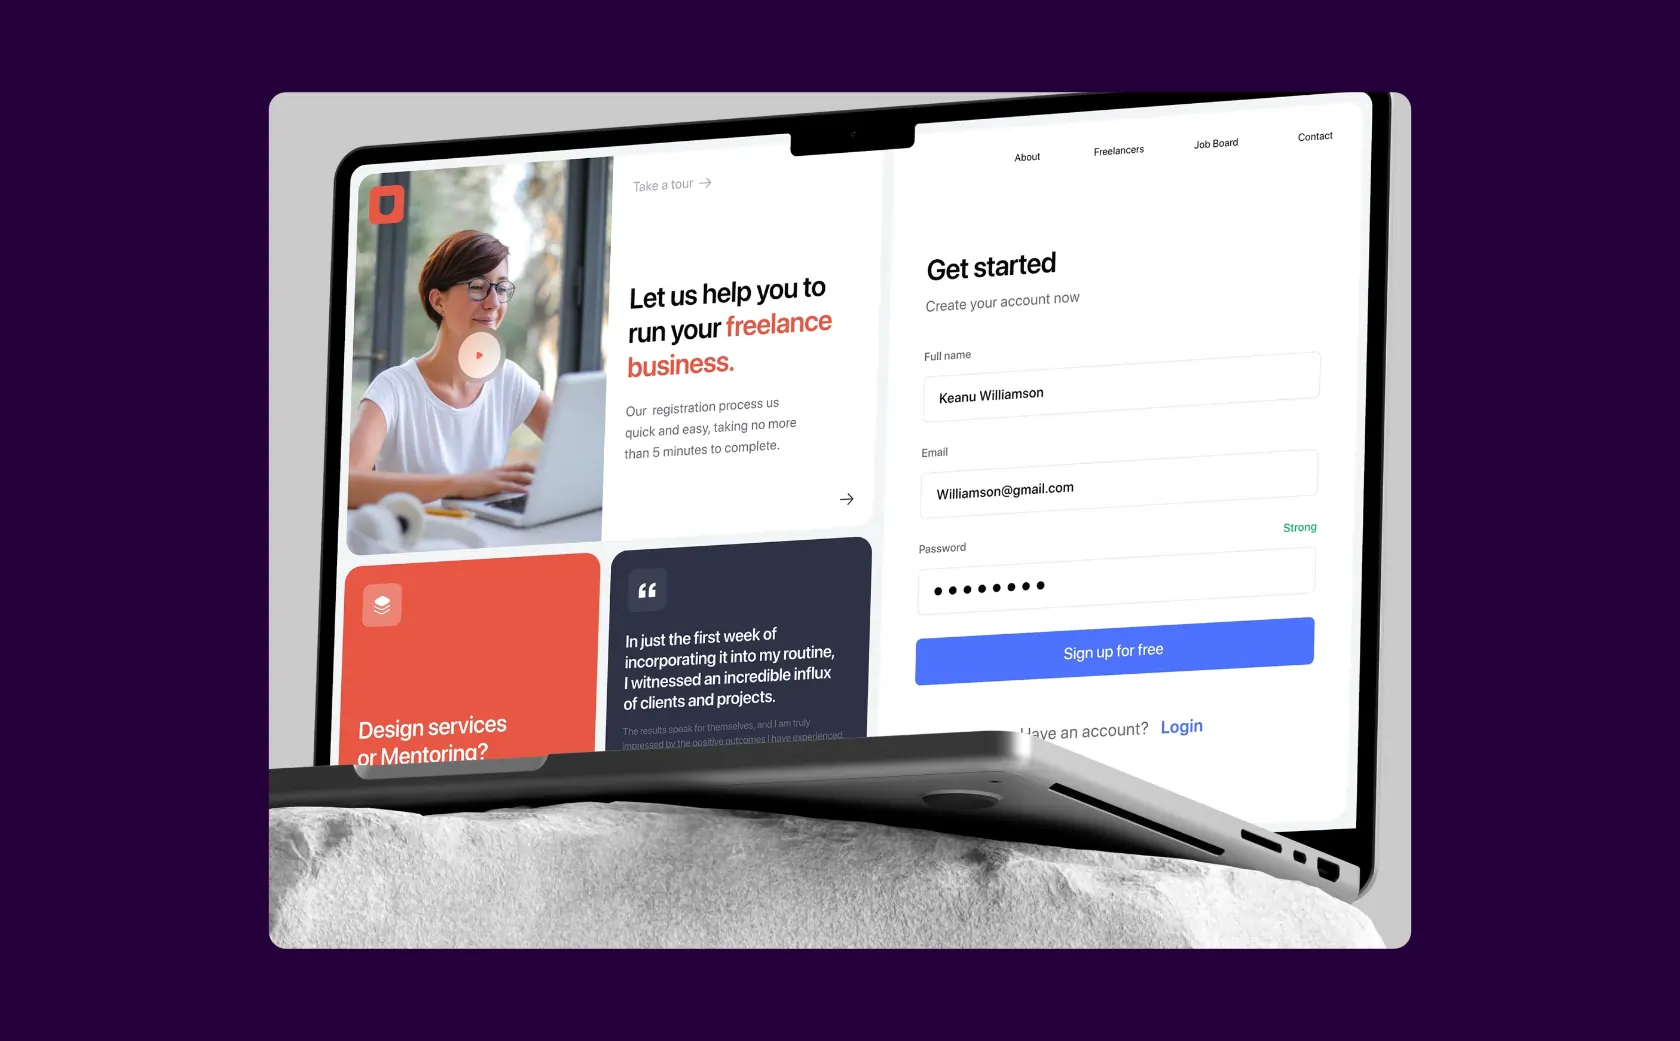 Take a tour →
Let us help you to
run your freelance
business.
Our registration process us
quick and easy, taking no more
than 5 minutes to complete.
Design services
or Mentoring?
In just the first week of
incorporating it into my routine,
I witnessed an incredible influx
of clients and projects.
The results speak for themselves, and I am truly
impressed by the positive outcomes I have experienced.
About
Freelancers
Job Board
Contact
Get started
Create your account now
Full name
Keanu Williamson
Email
Williamson@gmail.com
Password
Strong
Sign up for free
Have an account? Login